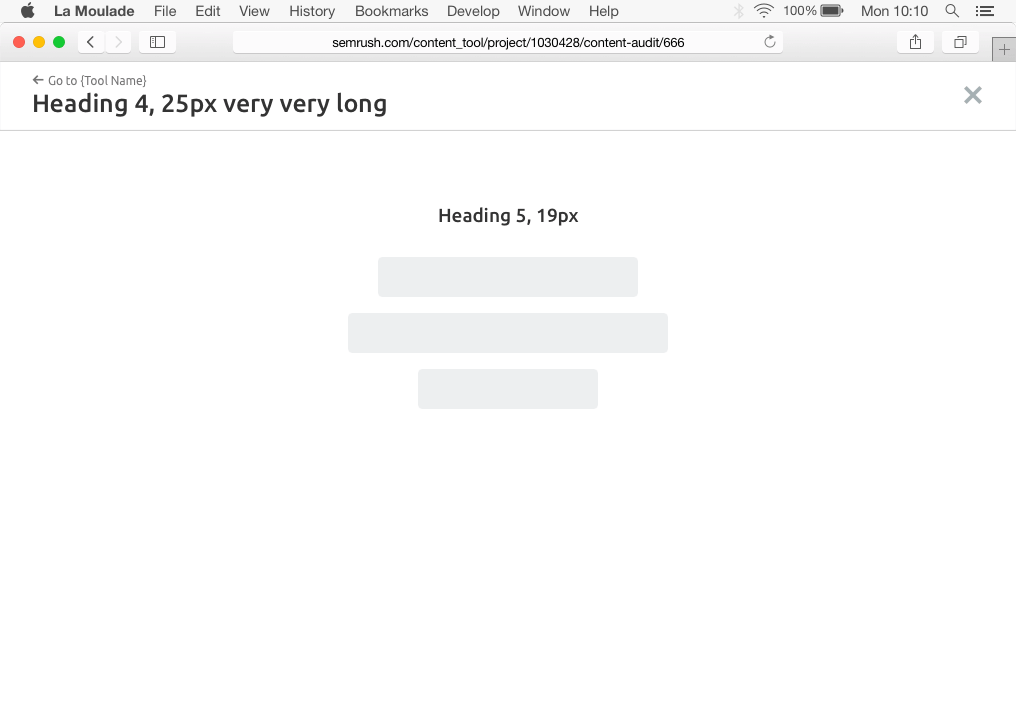 La Moulade File Edit View History Bookmarks Develop Window Help 100% Mon 10:10
semrush.com/content_tool/project/1030428/content-audit/666
Go to {Tool Name}
Heading 4, 25px very very long
Heading 5, 19px